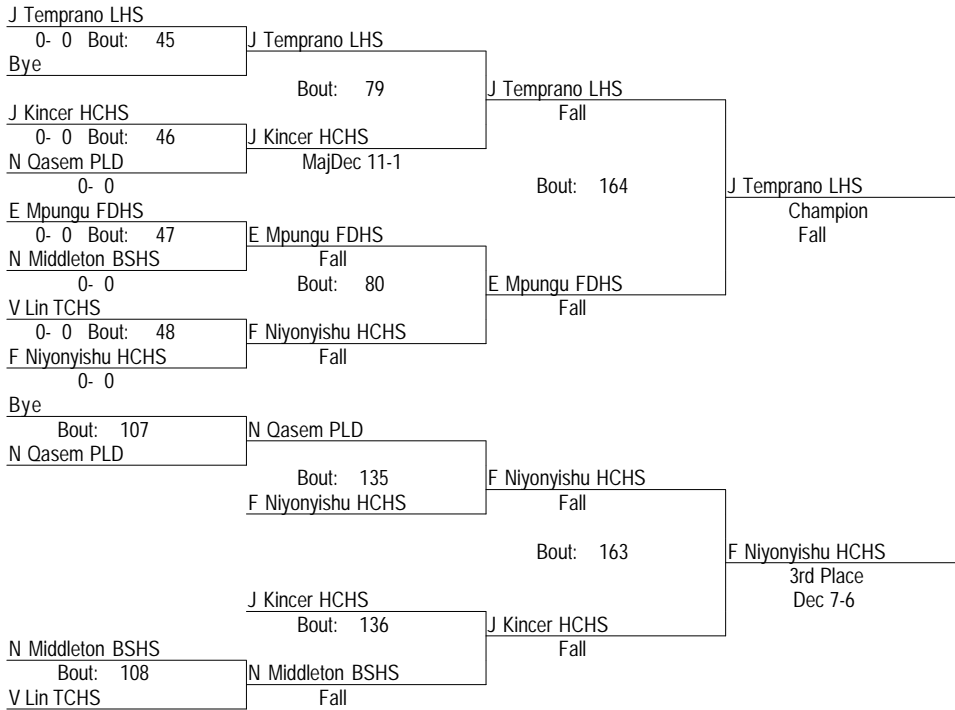 J Temprano LHS
0- 0 Bout: 45
J Temprano LHS
Bye
Bout: 79
J Temprano LHS
Fall
J Kincer HCHS
0- 0 Bout: 46
J Kincer HCHS
N Qasem PLD
MajDec 11-1
0- 0
Bout: 164
J Temprano LHS
Champion
Fall
E Mpungu FDHS
0- 0 Bout: 47
E Mpungu FDHS
N Middleton BSHS
Fall
0- 0
Bout: 80
E Mpungu FDHS
Fall
V Lin TCHS
0- 0 Bout: 48
F Niyonyishu HCHS
F Niyonyishu HCHS
Fall
0- 0
Bye
Bout: 107
N Qasem PLD
N Qasem PLD
Bout: 135
F Niyonyishu HCHS
Fall
F Niyonyishu HCHS
Bout: 163
F Niyonyishu HCHS
3rd Place
Dec 7-6
J Kincer HCHS
Bout: 136
J Kincer HCHS
Fall
N Middleton BSHS
Bout: 108
N Middleton BSHS
V Lin TCHS
Fall